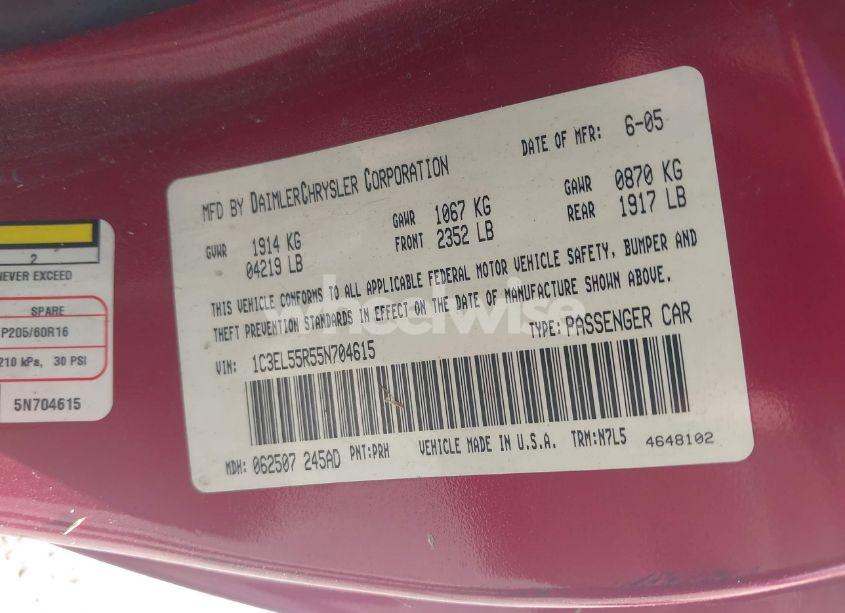 MFD BY DAIMLERCHRYSLER CORPORATION
DATE OF MFR: 6-05
GVWR 1914 KG
04219 LB
GAWR FRONT 1067 KG
2352 LB
GAWR REAR 0870 KG
1917 LB
THIS VEHICLE CONFORMS TO ALL APPLICABLE FEDERAL MOTOR VEHICLE SAFETY, BUMPER AND
THEFT PREVENTION STANDARDS IN EFFECT ON THE DATE OF MANUFACTURE SHOWN ABOVE.
VIN: 1C3EL55R55N704615
TYPE: PASSENGER CAR
MDH: 062507 245AD PNT:PRH VEHICLE MADE IN U.S.A. TRM:N7L5 4648102
2
NEVER EXCEED
SPARE
P205/60R16
210 kPa, 30 PSI
5N704615
wheelwise